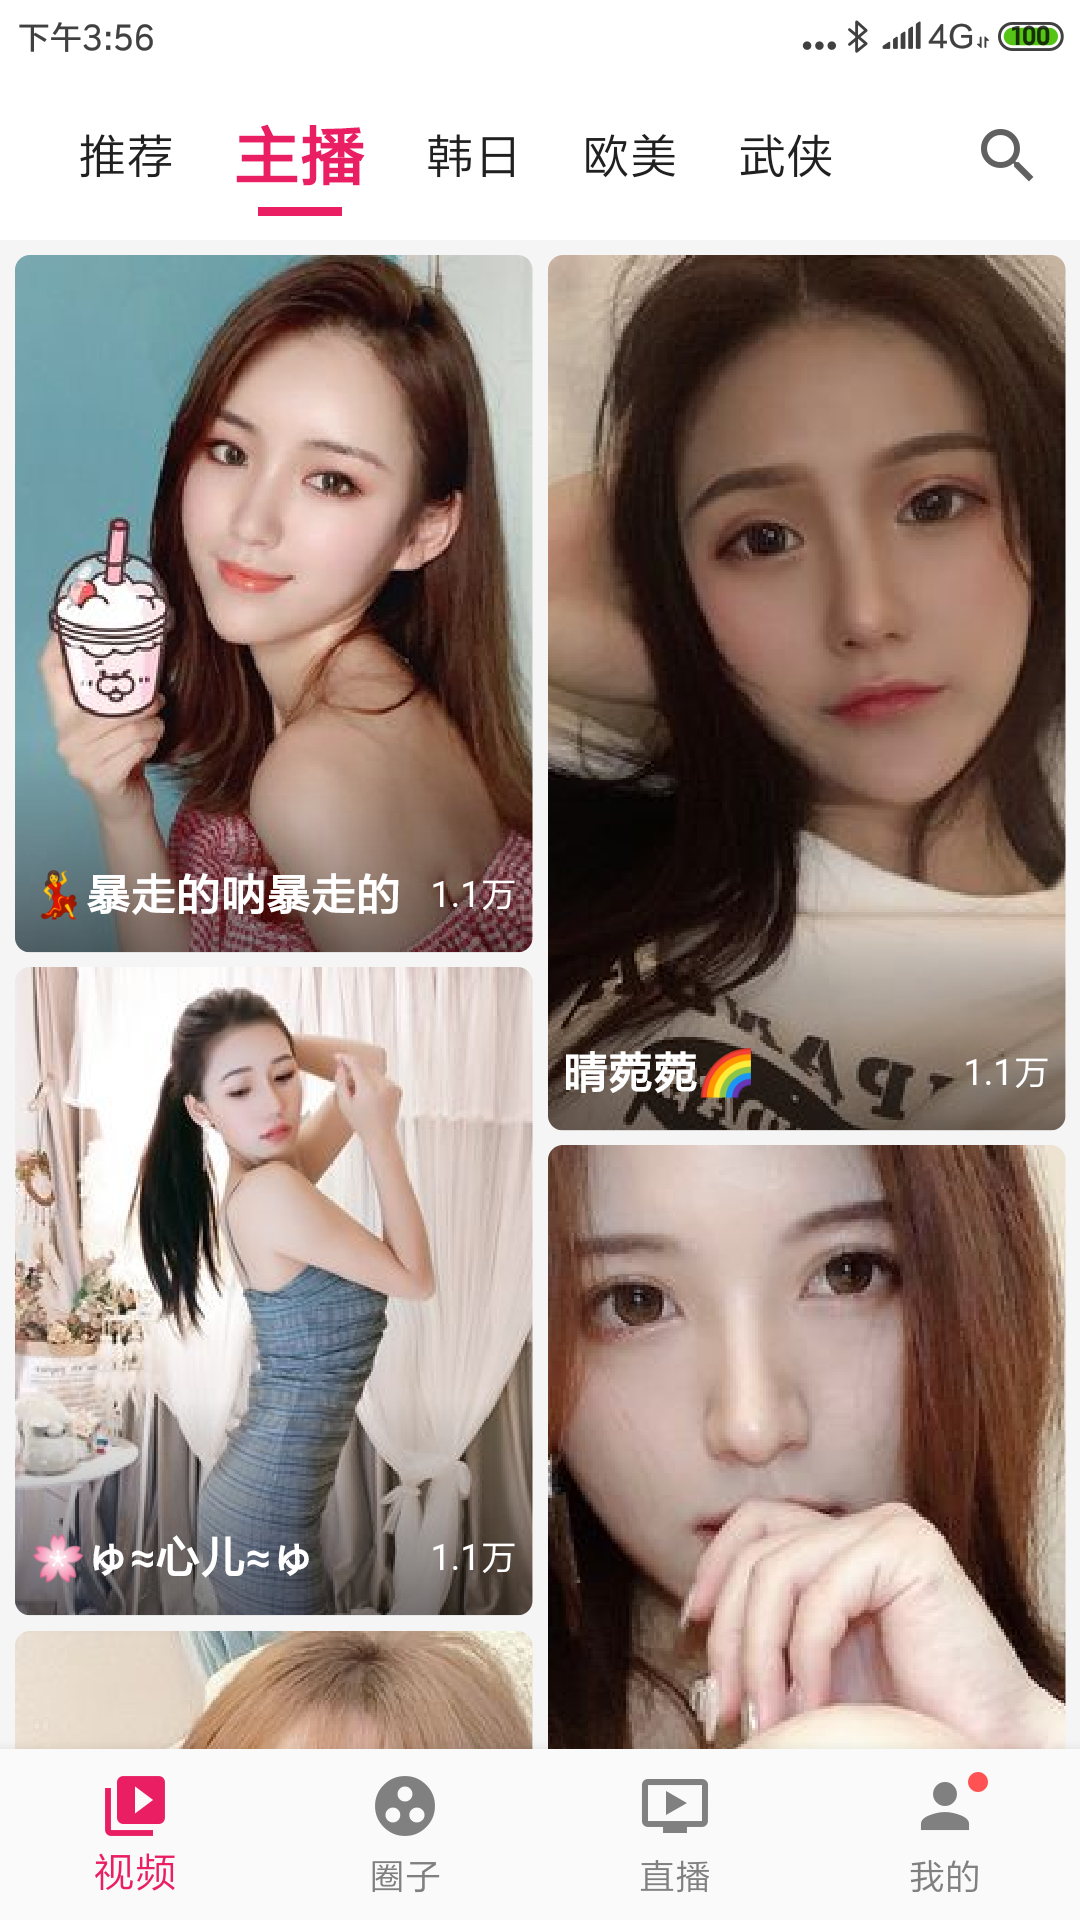 下午3:56
4G
100
推荐 主播 韩日 欧美 武侠
💃暴走的呐暴走的 1.1万
晴菀菀🌈 1.1万
🌸ゆ≈心儿≈ゆ 1.1万
视频 圈子 直播 我的